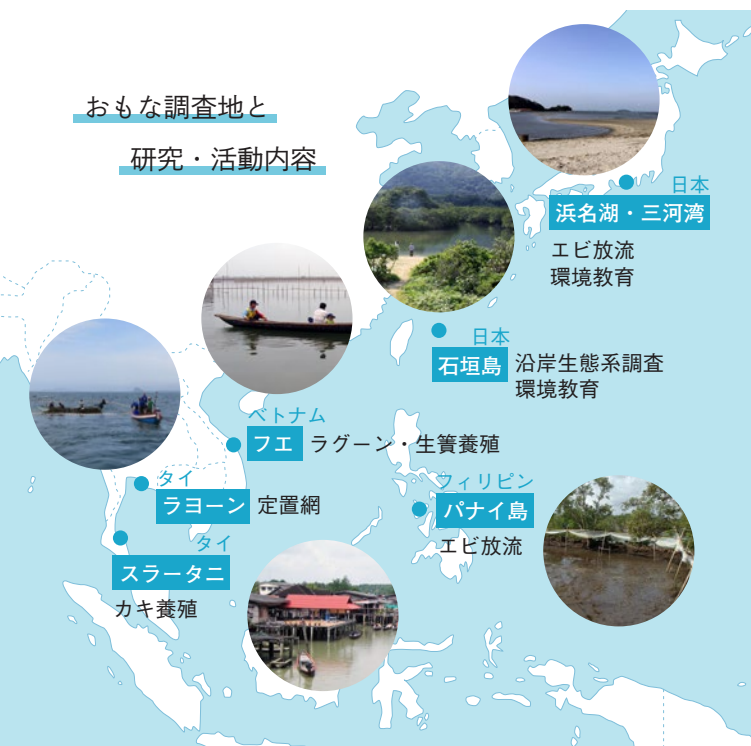 おもな調査地と
研究・活動内容
日本
浜名湖・三河湾
エビ放流
環境教育
日本
石垣島 沿岸生態系調査
環境教育
ベトナム
フエ ラグーン・生簀養殖
タイ
ラヨーン 定置網
フィリピン
パナイ島
エビ放流
タイ
スラータニ
カキ養殖